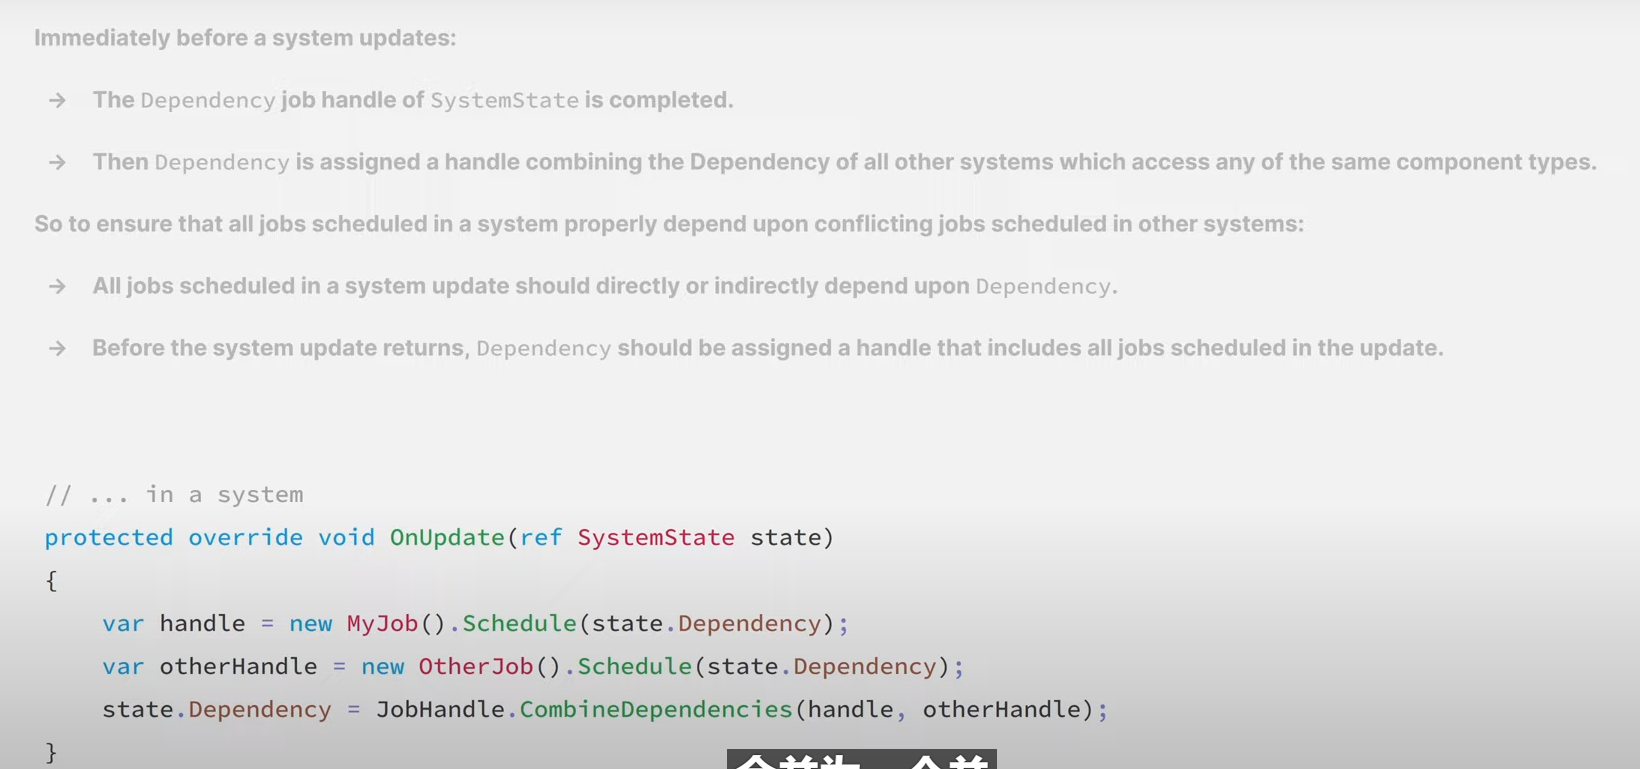 Immediately before a system updates:
→ The Dependency job handle of SystemState is completed.
→ Then Dependency is assigned a handle combining the Dependency of all other systems which access any of the same component types.
So to ensure that all jobs scheduled in a system properly depend upon conflicting jobs scheduled in other systems:
→ All jobs scheduled in a system update should directly or indirectly depend upon Dependency.
→ Before the system update returns, Dependency should be assigned a handle that includes all jobs scheduled in the update.
// ... in a system
protected override void OnUpdate(ref SystemState state)
{
    var handle = new MyJob().Schedule(state.Dependency);
    var otherHandle = new OtherJob().Schedule(state.Dependency);
    state.Dependency = JobHandle.CombineDependencies(handle, otherHandle);
}